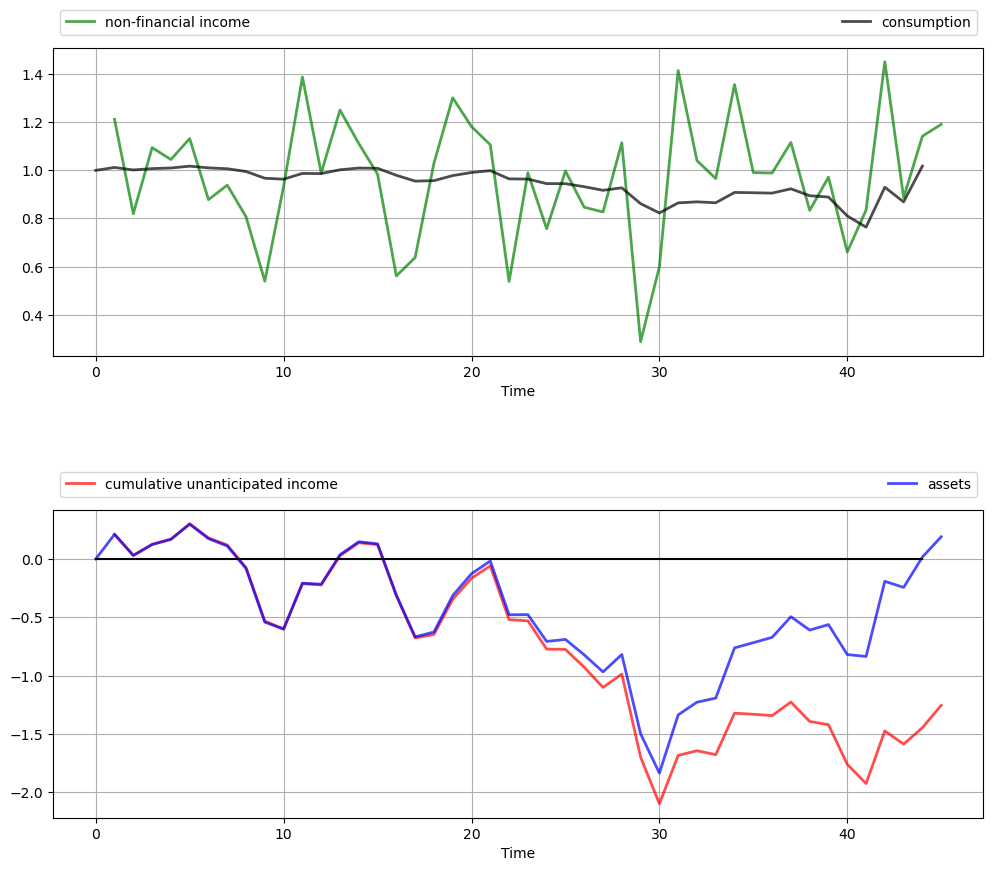 non-financial income consumption
1.4
1.2
1.0
0.8
0.6
0.4
0 10 20 30 40
Time
cumulative unanticipated income assets
0.0
−0.5
−1.0
−1.5
−2.0
0 10 20 30 40
Time